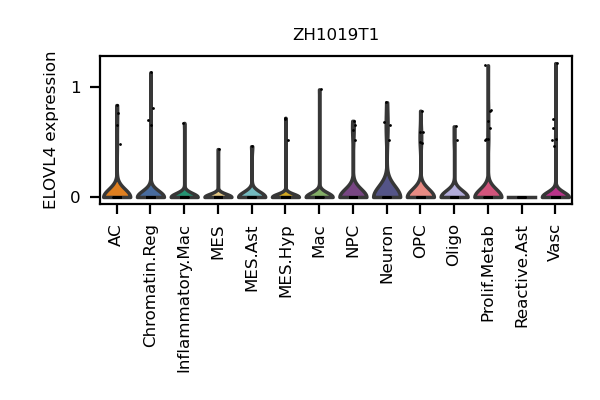 ZH1019T1
ELOVL4 expression
1
0
AC
Chromatin.Reg
Inflammatory.Mac
MES
MES.Ast
MES.Hyp
Mac
NPC
Neuron
OPC
Oligo
Prolif.Metab
Reactive.Ast
Vasc